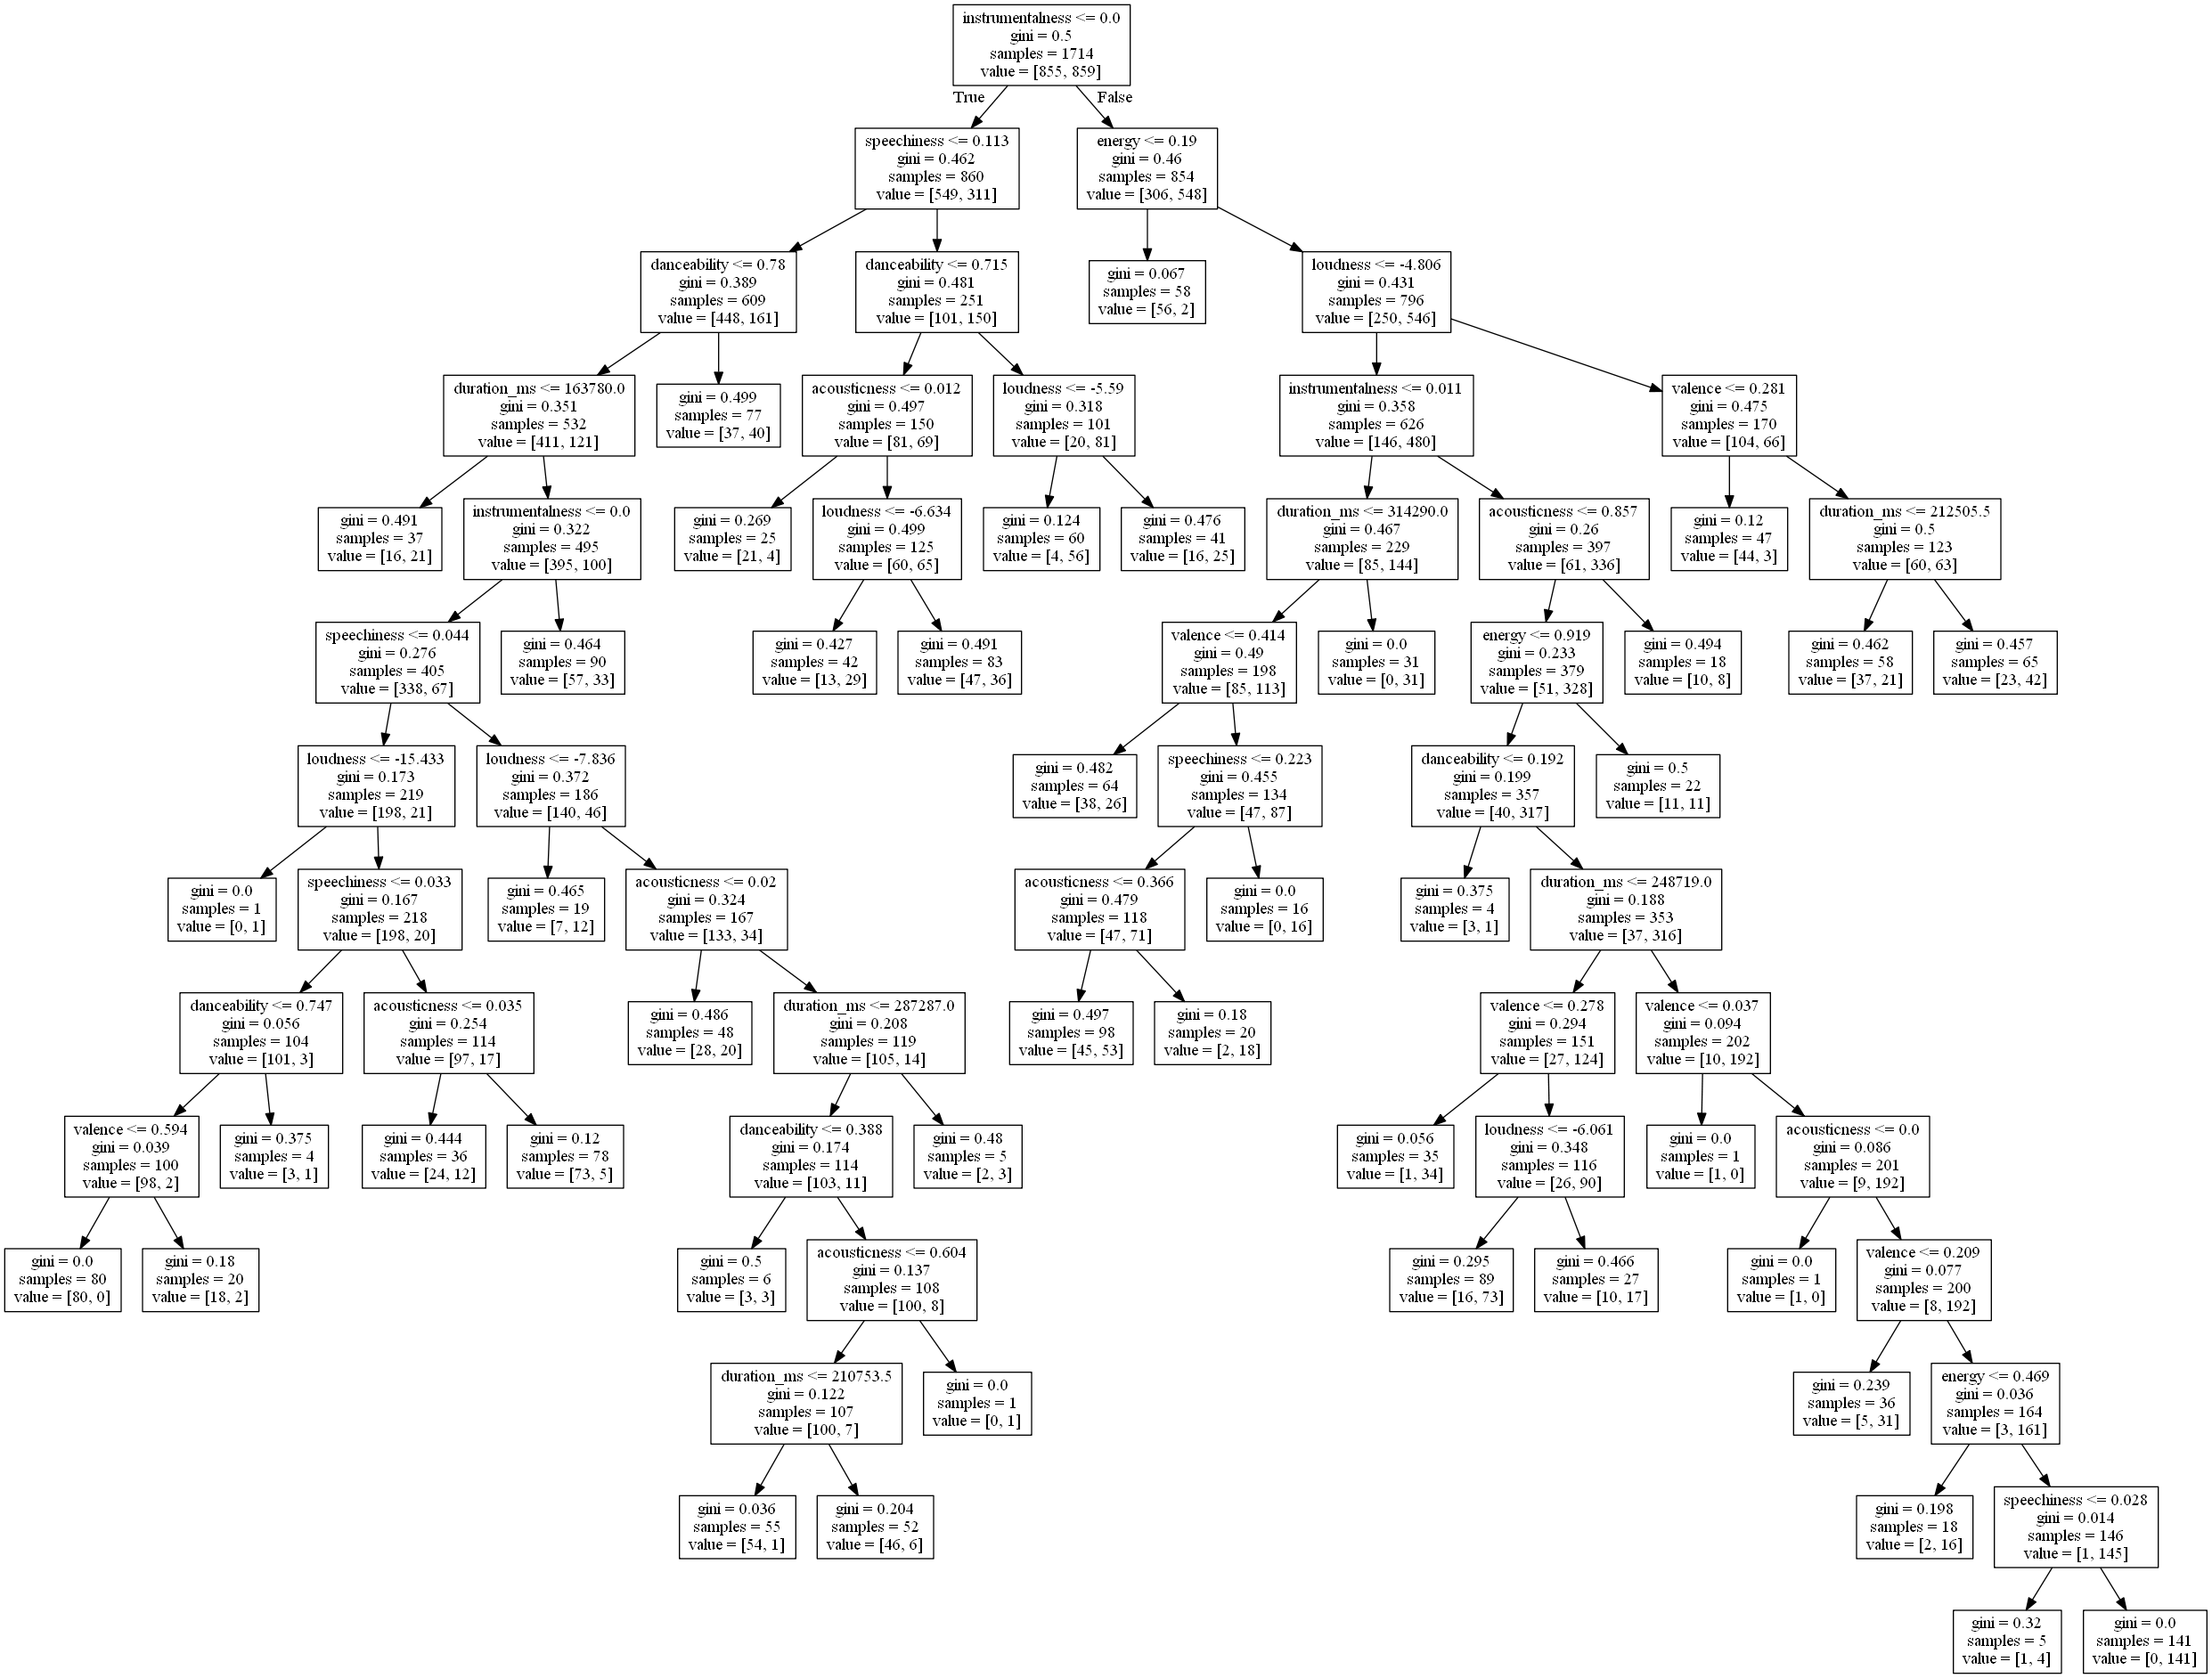 instrumentalness <= 0.0
gini = 0.5
samples = 1714
value = [855, 859]
True
False
speechiness <= 0.113
gini = 0.462
samples = 860
value = [549, 311]
energy <= 0.19
gini = 0.46
samples = 854
value = [306, 548]
danceability <= 0.78
gini = 0.389
samples = 609
value = [448, 161]
danceability <= 0.715
gini = 0.481
samples = 251
value = [101, 150]
gini = 0.067
samples = 58
value = [56, 2]
loudness <= -4.806
gini = 0.431
samples = 796
value = [250, 546]
duration_ms <= 163780.0
gini = 0.351
samples = 532
value = [411, 121]
gini = 0.499
samples = 77
value = [37, 40]
acousticness <= 0.012
gini = 0.497
samples = 150
value = [81, 69]
loudness <= -5.59
gini = 0.318
samples = 101
value = [20, 81]
instrumentalness <= 0.011
gini = 0.358
samples = 626
value = [146, 480]
valence <= 0.281
gini = 0.475
samples = 170
value = [104, 66]
gini = 0.491
samples = 37
value = [16, 21]
instrumentalness <= 0.0
gini = 0.322
samples = 495
value = [395, 100]
gini = 0.269
samples = 25
value = [21, 4]
loudness <= -6.634
gini = 0.499
samples = 125
value = [60, 65]
gini = 0.124
samples = 60
value = [4, 56]
gini = 0.476
samples = 41
value = [16, 25]
duration_ms <= 314290.0
gini = 0.467
samples = 229
value = [85, 144]
acousticness <= 0.857
gini = 0.26
samples = 397
value = [61, 336]
gini = 0.12
samples = 47
value = [44, 3]
duration_ms <= 212505.5
gini = 0.5
samples = 123
value = [60, 63]
speechiness <= 0.044
gini = 0.276
samples = 405
value = [338, 67]
gini = 0.464
samples = 90
value = [57, 33]
gini = 0.427
samples = 42
value = [13, 29]
gini = 0.491
samples = 83
value = [47, 36]
valence <= 0.414
gini = 0.49
samples = 198
value = [85, 113]
gini = 0.0
samples = 31
value = [0, 31]
energy <= 0.919
gini = 0.233
samples = 379
value = [51, 328]
gini = 0.494
samples = 18
value = [10, 8]
gini = 0.462
samples = 58
value = [37, 21]
gini = 0.457
samples = 65
value = [23, 42]
loudness <= -15.433
gini = 0.173
samples = 219
value = [198, 21]
loudness <= -7.836
gini = 0.372
samples = 186
value = [140, 46]
gini = 0.482
samples = 64
value = [38, 26]
speechiness <= 0.223
gini = 0.455
samples = 134
value = [47, 87]
danceability <= 0.192
gini = 0.199
samples = 357
value = [40, 317]
gini = 0.5
samples = 22
value = [11, 11]
gini = 0.0
samples = 1
value = [0, 1]
speechiness <= 0.033
gini = 0.167
samples = 218
value = [198, 20]
gini = 0.465
samples = 19
value = [7, 12]
acousticness <= 0.02
gini = 0.324
samples = 167
value = [133, 34]
acousticness <= 0.366
gini = 0.479
samples = 118
value = [47, 71]
gini = 0.0
samples = 16
value = [0, 16]
gini = 0.375
samples = 4
value = [3, 1]
duration_ms <= 248719.0
gini = 0.188
samples = 353
value = [37, 316]
danceability <= 0.747
gini = 0.056
samples = 104
value = [101, 3]
acousticness <= 0.035
gini = 0.254
samples = 114
value = [97, 17]
gini = 0.486
samples = 48
value = [28, 20]
duration_ms <= 287287.0
gini = 0.208
samples = 119
value = [105, 14]
gini = 0.497
samples = 98
value = [45, 53]
gini = 0.18
samples = 20
value = [2, 18]
valence <= 0.278
gini = 0.294
samples = 151
value = [27, 124]
valence <= 0.037
gini = 0.094
samples = 202
value = [10, 192]
valence <= 0.594
gini = 0.039
samples = 100
value = [98, 2]
gini = 0.375
samples = 4
value = [3, 1]
gini = 0.444
samples = 36
value = [24, 12]
gini = 0.12
samples = 78
value = [73, 5]
danceability <= 0.388
gini = 0.174
samples = 114
value = [103, 11]
gini = 0.48
samples = 5
value = [2, 3]
gini = 0.056
samples = 35
value = [1, 34]
loudness <= -6.061
gini = 0.348
samples = 116
value = [26, 90]
gini = 0.0
samples = 1
value = [1, 0]
acousticness <= 0.0
gini = 0.086
samples = 201
value = [9, 192]
gini = 0.0
samples = 80
value = [80, 0]
gini = 0.18
samples = 20
value = [18, 2]
gini = 0.5
samples = 6
value = [3, 3]
acousticness <= 0.604
gini = 0.137
samples = 108
value = [100, 8]
gini = 0.295
samples = 89
value = [16, 73]
gini = 0.466
samples = 27
value = [10, 17]
gini = 0.0
samples = 1
value = [1, 0]
valence <= 0.209
gini = 0.077
samples = 200
value = [8, 192]
duration_ms <= 210753.5
gini = 0.122
samples = 107
value = [100, 7]
gini = 0.0
samples = 1
value = [0, 1]
gini = 0.239
samples = 36
value = [5, 31]
energy <= 0.469
gini = 0.036
samples = 164
value = [3, 161]
gini = 0.036
samples = 55
value = [54, 1]
gini = 0.204
samples = 52
value = [46, 6]
gini = 0.198
samples = 18
value = [2, 16]
speechiness <= 0.028
gini = 0.014
samples = 146
value = [1, 145]
gini = 0.32
samples = 5
value = [1, 4]
gini = 0.0
samples = 141
value = [0, 141]